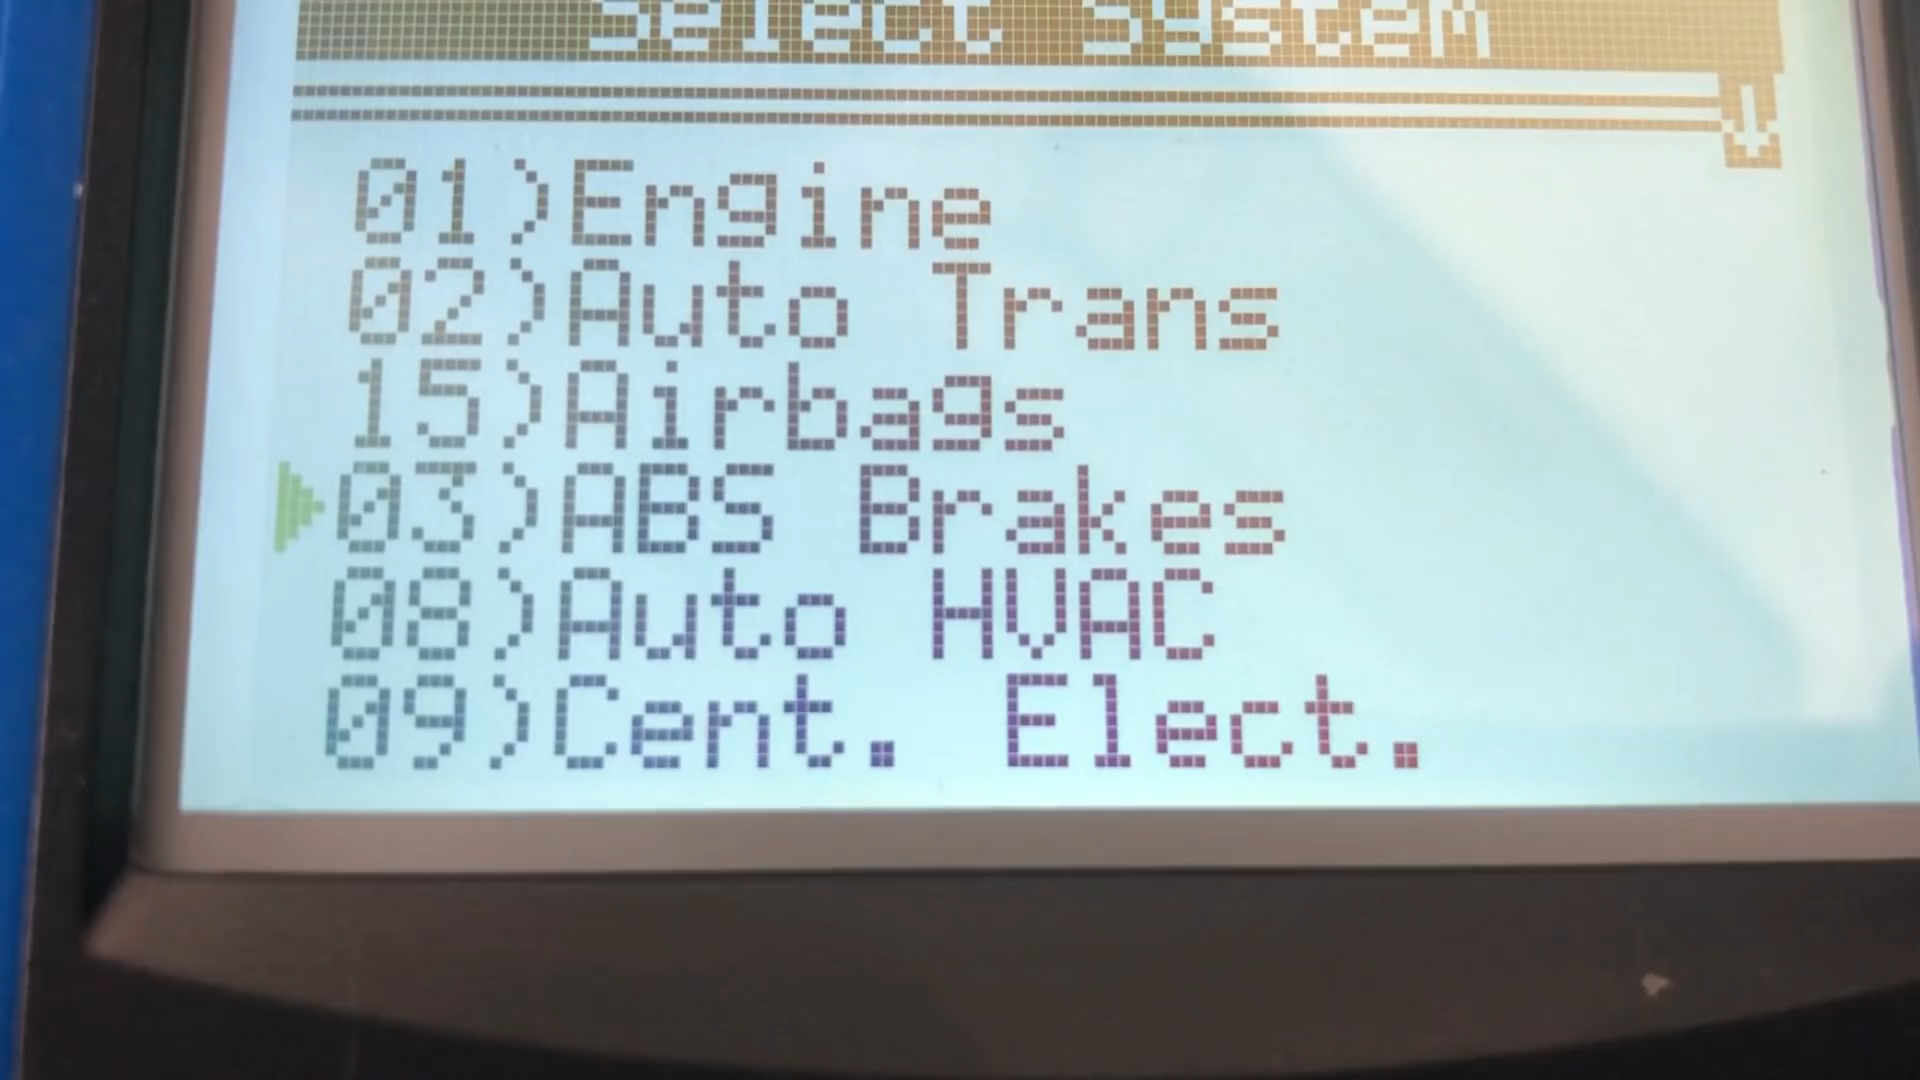 Select System
01)Engine
02)Auto Trans
15)Airbags
03)ABS Brakes
08)Auto HVAC
09)Cent. Elect.